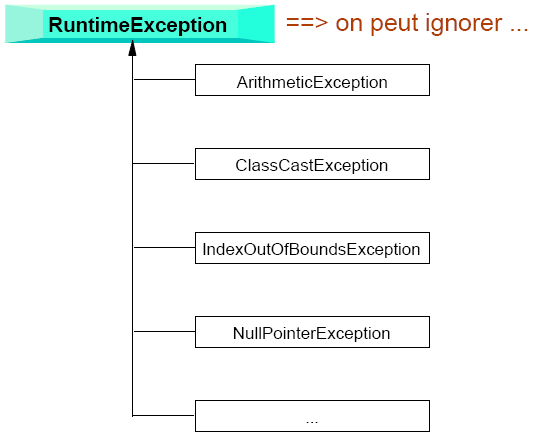 RuntimeException ==> on peut ignorer ...
ArithmeticException
ClassCastException
IndexOutOfBoundsException
NullPointerException
...